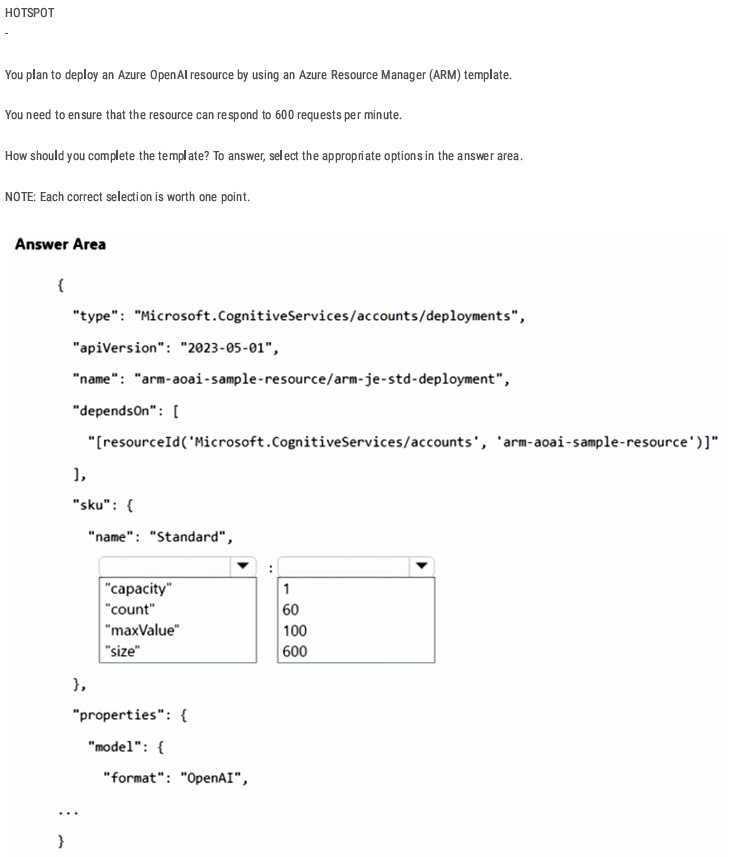 HOTSPOT
-
You plan to deploy an Azure OpenAI resource by using an Azure Resource Manager (ARM) template.
You need to ensure that the resource can respond to 600 requests per minute.
How should you complete the template? To answer, select the appropriate options in the answer area.
NOTE: Each correct selection is worth one point.
Answer Area
{
"type": "Microsoft.CognitiveServices/accounts/deployments",
"apiVersion": "2023-05-01",
"name": "arm-aoai-sample-resource/arm-je-std-deployment",
"dependsOn": [
"[resourceId('Microsoft.CognitiveServices/accounts', 'arm-aoai-sample-resource')]"
],
"sku": {
"name": "Standard",
:
"capacity" 1
"count" 60
"maxValue" 100
"size" 600
},
"properties": {
"model": {
"format": "OpenAI",
...
}